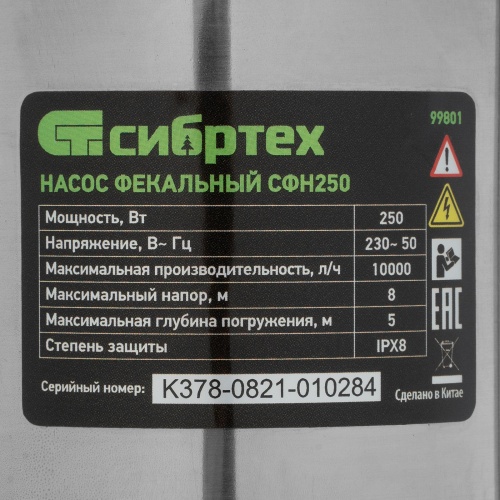 сибртех
99801
НАСОС ФЕКАЛЬНЫЙ СФН250
Мощность, Вт 250
Напряжение, В~ Гц 230~ 50
Максимальная производительность, л/ч 10000
Максимальный напор, м 8
Максимальная глубина погружения, м 5
Степень защиты IPX8
Серийный номер: K378-0821-010284
EAC
Сделано в Китае